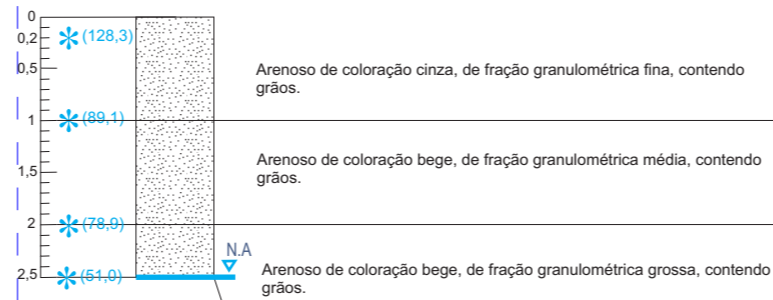 0
0,2
(128,3)
0,5
Arenoso de coloração cinza, de fração granulométrica fina, contendo
grãos.
1
(89,1)
Arenoso de coloração bege, de fração granulométrica média, contendo
grãos.
1,5
2
(78,9)
N.A
2,5
(51,0)
Arenoso de coloração bege, de fração granulométrica grossa, contendo
grãos.